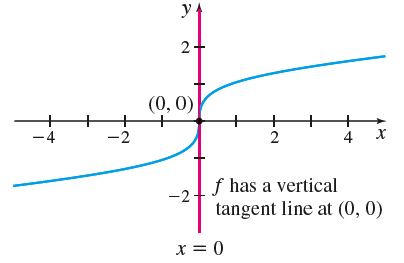 y
2
(0, 0)
−4
−2
2
4
x
−2
f has a vertical
tangent line at (0, 0)
x = 0